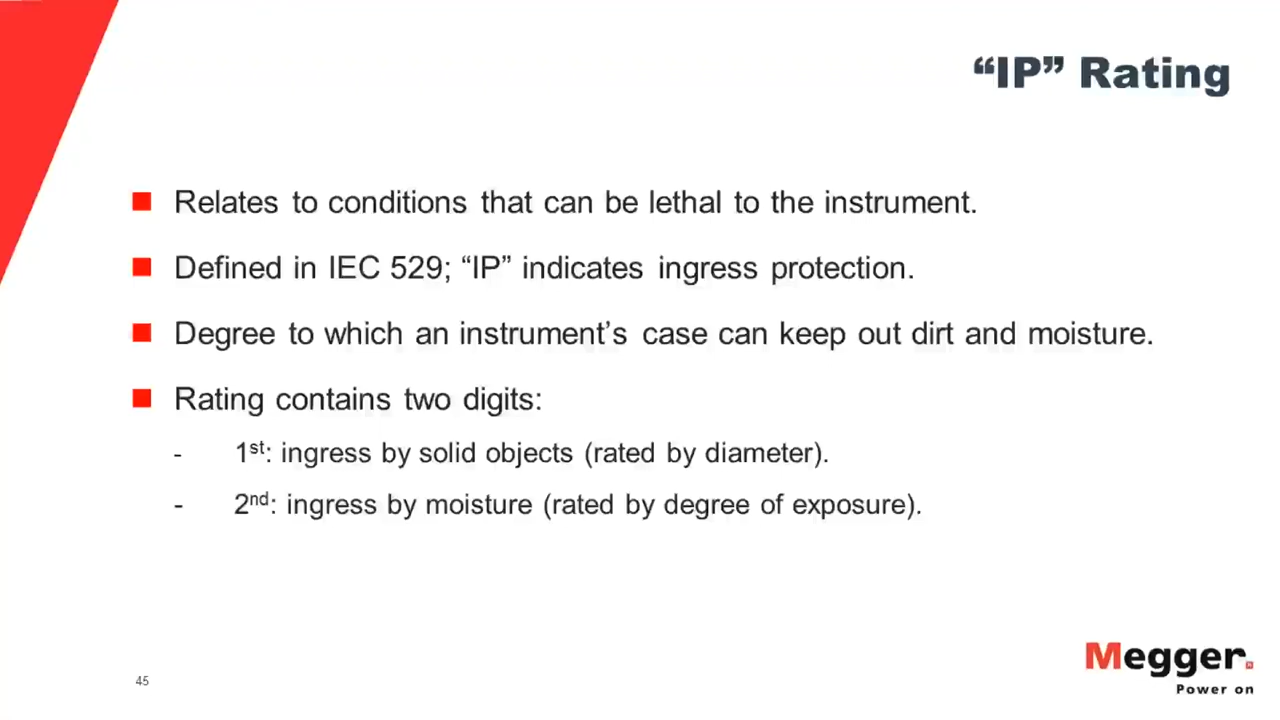 “IP” Rating
Relates to conditions that can be lethal to the instrument.
Defined in IEC 529; “IP” indicates ingress protection.
Degree to which an instrument’s case can keep out dirt and moisture.
Rating contains two digits:
- 1st: ingress by solid objects (rated by diameter).
- 2nd: ingress by moisture (rated by degree of exposure).
Megger.
Power on
45